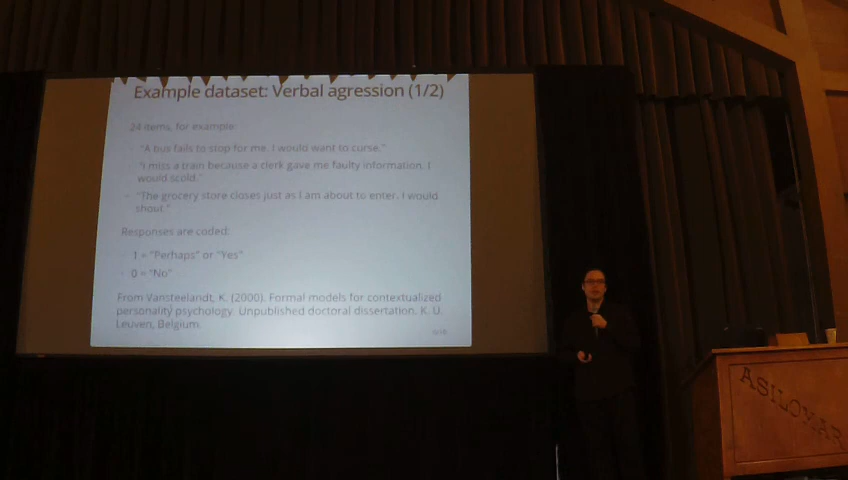 Example dataset: Verbal agression (1/2)
24 items, for example:
"A bus fails to stop for me. I would want to curse."
"I miss a train because a clerk gave me faulty information. I
would scold."
"The grocery store closes just as I am about to enter. I would
shout."
Responses are coded:
1 = "Perhaps" or "Yes"
0 = "No"
From Vansteelandt, K. (2000). Formal models for contextualized
personality psychology. Unpublished doctoral dissertation. K. U.
Leuven, Belgium.
ASILOMAR